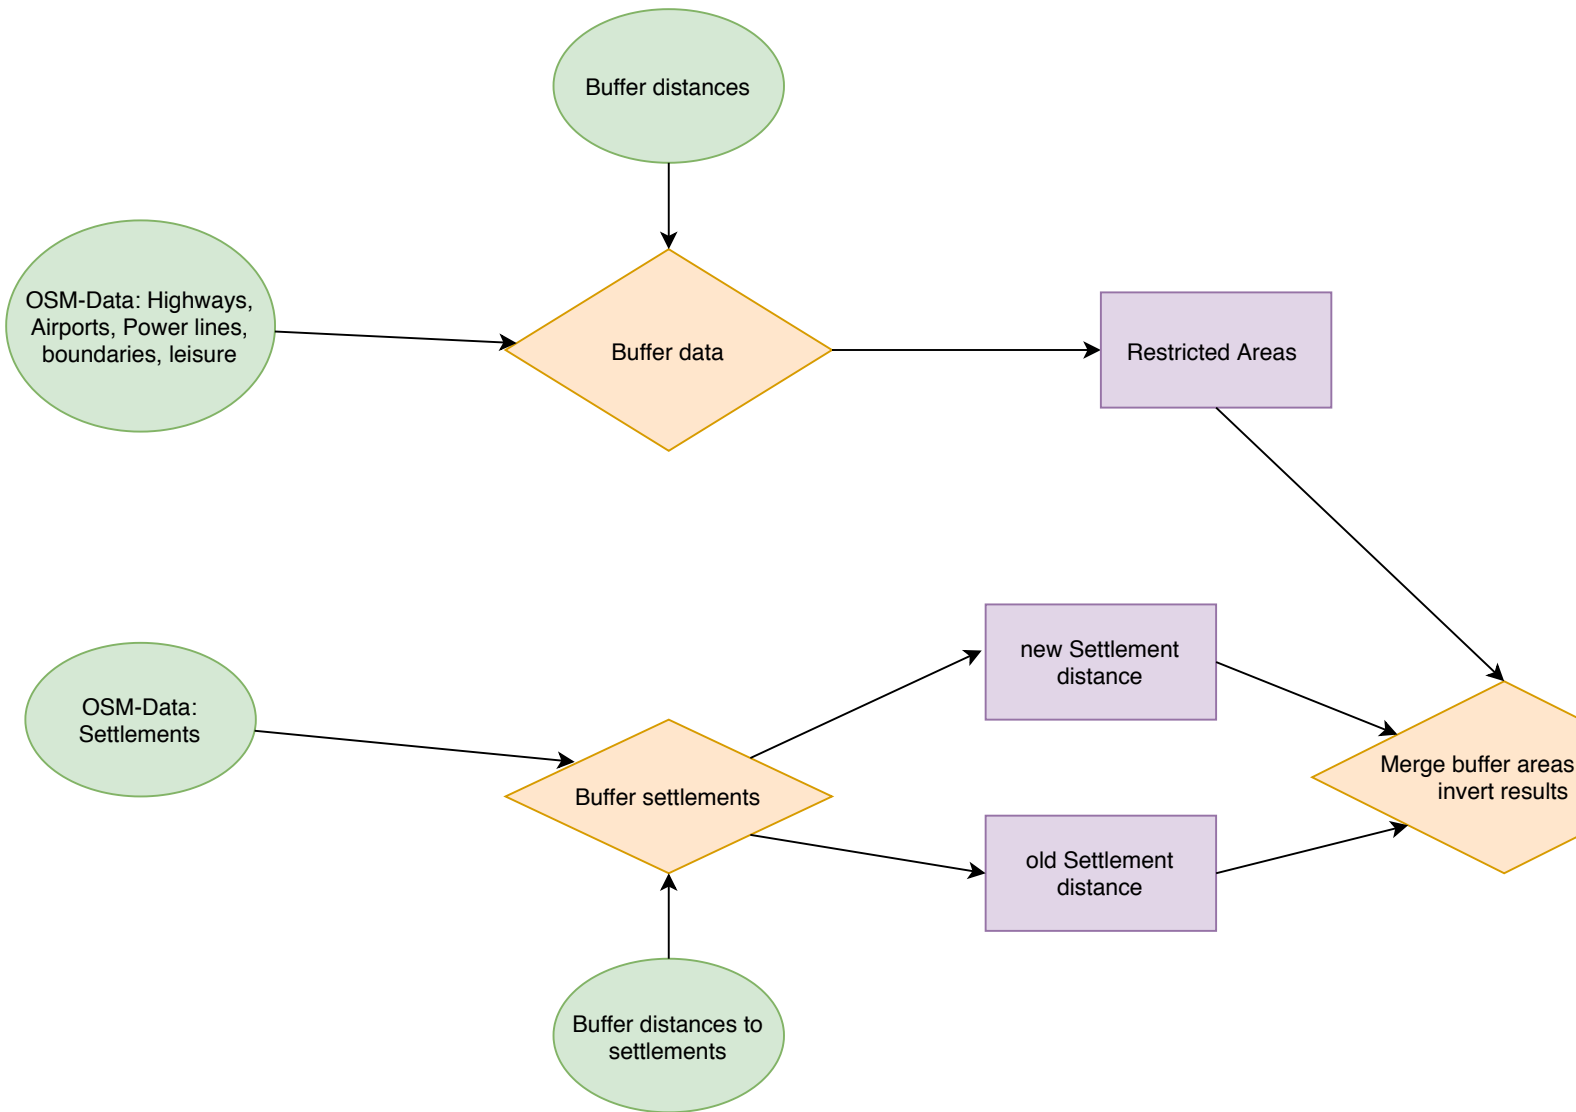 Buffer distances
OSM-Data: Highways,
Airports, Power lines,
boundaries, leisure
Buffer data
Restricted Areas
new Settlement
distance
OSM-Data:
Settlements
Buffer settlements
Merge buffer areas
invert results
old Settlement
distance
Buffer distances to
settlements